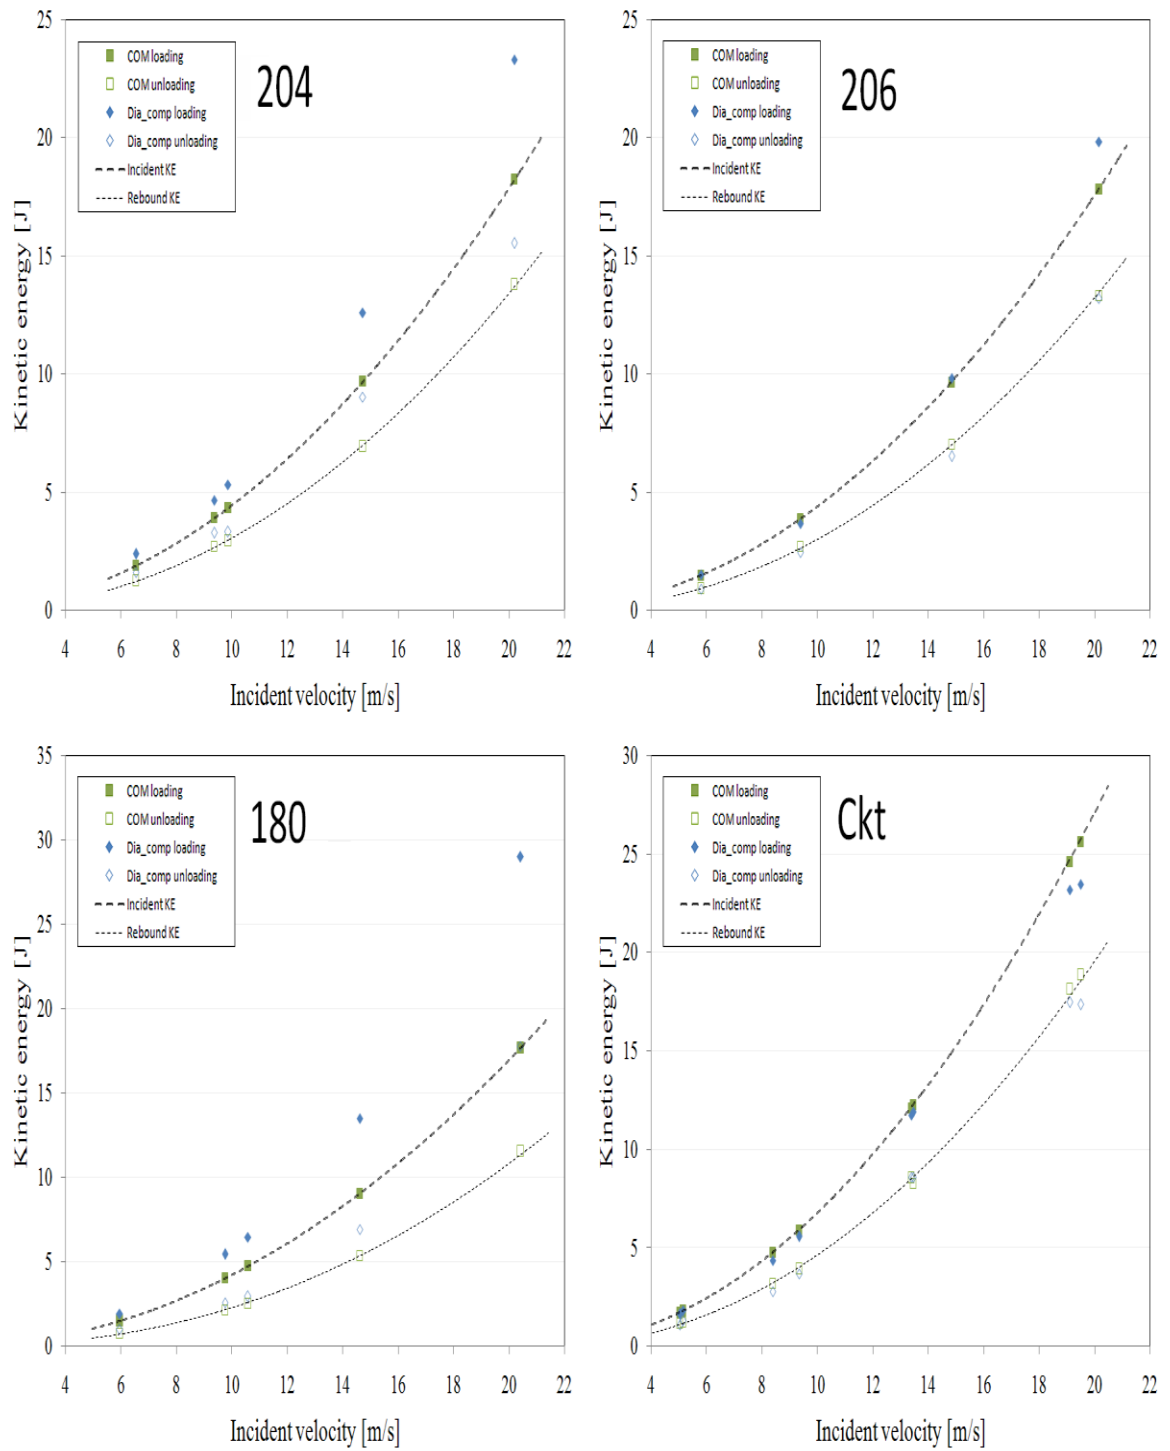 25
20
15
10
5
0
Kinetic energy [J]
COM loading
COM unloading
Dia_comp loading
Dia_comp unloading
Incident KE
Rebound KE
204
4 6 8 10 12 14 16 18 20 22
Incident velocity [m/s]
25
20
15
10
5
0
Kinetic energy [J]
COM loading
COM unloading
Dia_comp loading
Dia_comp unloading
Incident KE
Rebound KE
206
4 6 8 10 12 14 16 18 20 22
Incident velocity [m/s]
35
30
25
20
15
10
5
0
Kinetic energy [J]
COM loading
COM unloading
Dia_comp loading
Dia_comp unloading
Incident KE
Rebound KE
180
4 6 8 10 12 14 16 18 20 22
Incident velocity [m/s]
30
25
20
15
10
5
0
Kinetic energy [J]
COM loading
COM unloading
Dia_comp loading
Dia_comp unloading
Incident KE
Rebound KE
Ckt
4 6 8 10 12 14 16 18 20 22
Incident velocity [m/s]